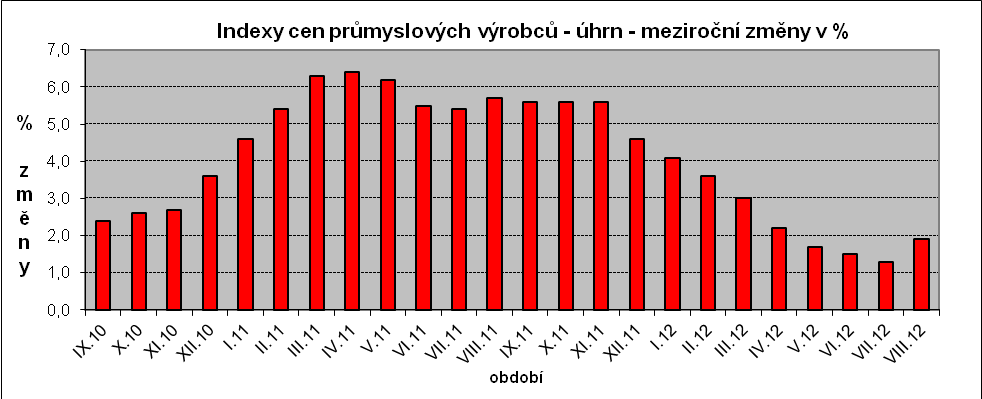 Indexy cen průmyslových výrobců - úhrn - meziroční změny v %
% změny
7,0
6,0
5,0
4,0
3,0
2,0
1,0
0,0
IX.10 X.10 XI.10 XII.10 I.11 II.11 III.11 IV.11 V.11 VI.11 VII.11 VIII.11 IX.11 X.11 XI.11 XII.11 I.12 II.12 III.12 IV.12 V.12 VI.12 VII.12 VIII.12
období